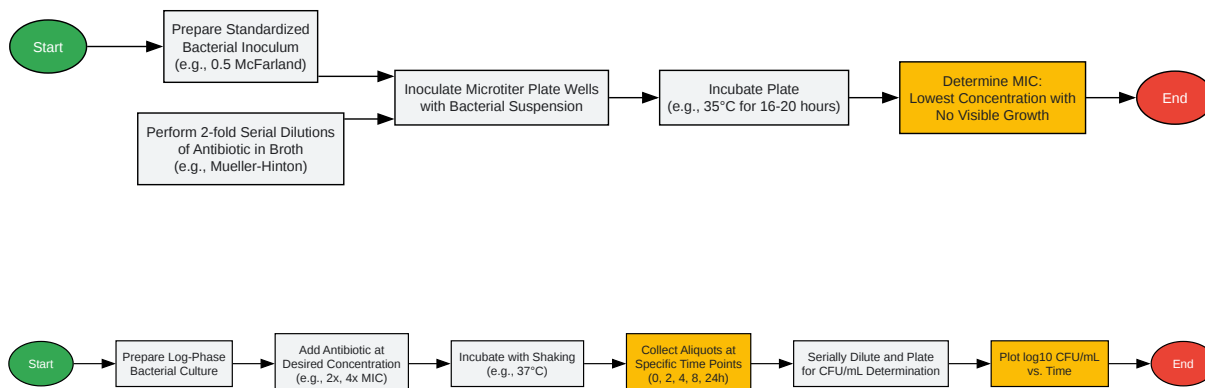 Start
Prepare Standardized
Bacterial Inoculum
(e.g., 0.5 McFarland)
Perform 2-fold Serial Dilutions
of Antibiotic in Broth
(e.g., Mueller-Hinton)
Inoculate Microtiter Plate Wells
with Bacterial Suspension
Incubate Plate
(e.g., 35°C for 16-20 hours)
Determine MIC:
Lowest Concentration with
No Visible Growth
End
Start
Prepare Log-Phase
Bacterial Culture
Add Antibiotic at
Desired Concentration
(e.g., 2x, 4x MIC)
Incubate with Shaking
(e.g., 37°C)
Collect Aliquots at
Specific Time Points
(0, 2, 4, 8, 24h)
Serially Dilute and Plate
for CFU/mL Determination
Plot log10 CFU/mL
vs. Time
End